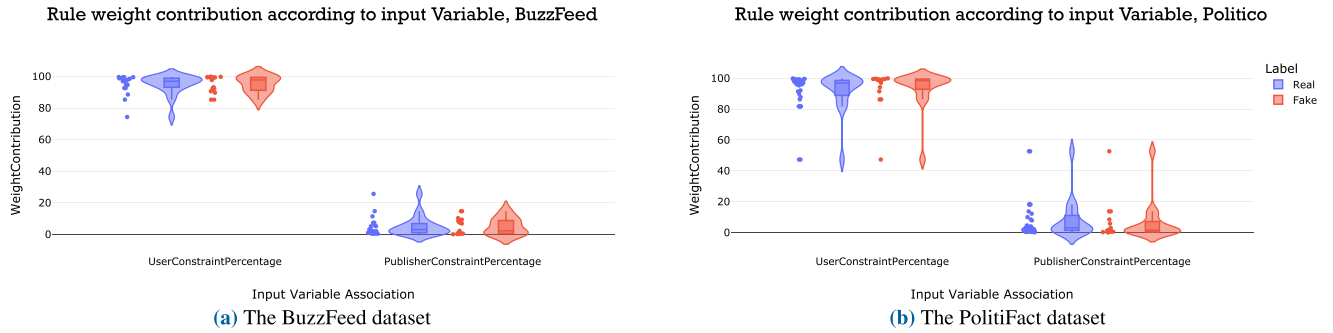 Rule weight contribution according to input Variable, BuzzFeed
WeightContribution
100
80
60
40
20
0
UserConstraintPercentage PublisherConstraintPercentage
Input Variable Association
(a) The BuzzFeed dataset
Rule weight contribution according to input Variable, Politico
WeightContribution
100
80
60
40
20
0
UserConstraintPercentage PublisherConstraintPercentage
Input Variable Association
Label
Real
Fake
(b) The PolitiFact dataset